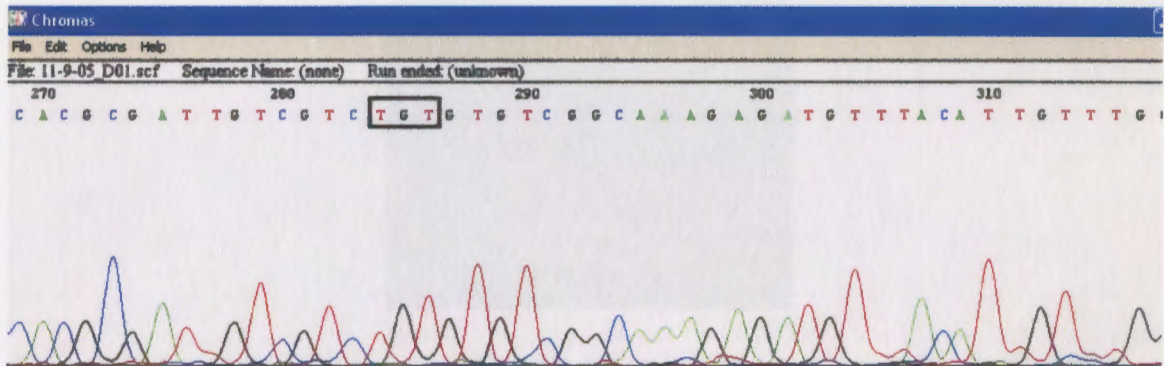 Chromas
File Edit Options Help
File: 11-9-05_D01.scf Sequence Name: (none) Run ended: (unknown)
270 280 290 300 310
C A C G C G A T T G T C G T C T G T G T G T C G G C A A A G A G A T G T T T A C A T T G T T T G